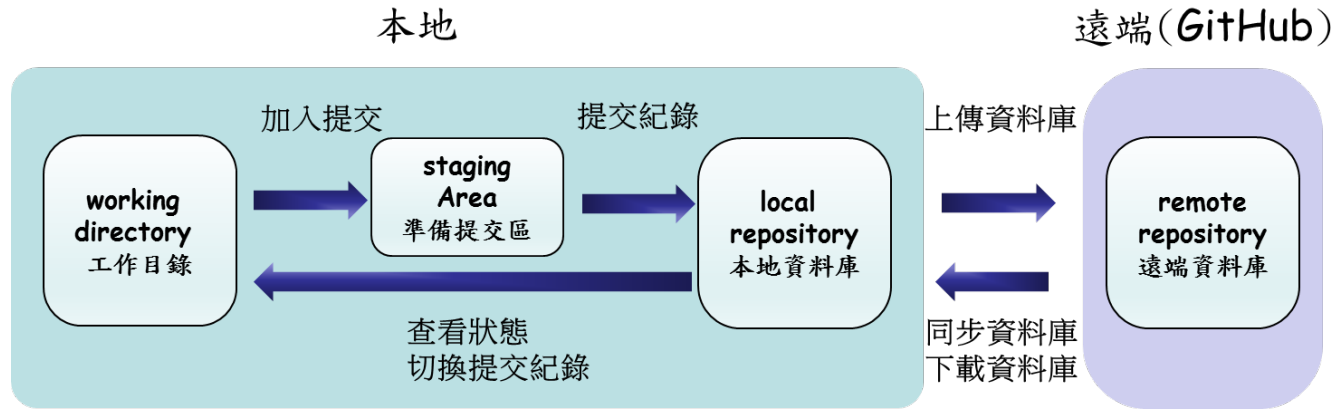 本地
遠端(GitHub)
加入提交
提交紀錄
上傳資料庫
working
directory
工作目錄
staging
Area
準備提交區
local
repository
本地資料庫
remote
repository
遠端資料庫
查看狀態
切換提交紀錄
同步資料庫
下載資料庫